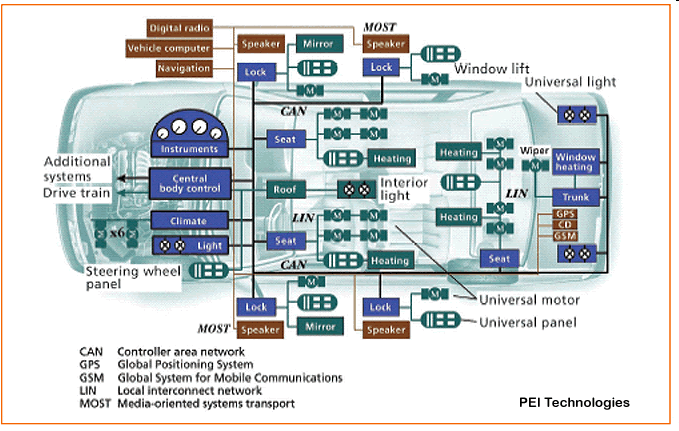 MOST
Digital radio
Vehicle computer
Navigation
Speaker
Mirror
Speaker
Lock
M
Lock
M
Window lift
Universal light
CAN
M
M
M
M
Instruments
Seat
Heating
Heating
M
M
Wiper
M
Window
heating
Additional
systems
Drive train
Central
body control
Roof
Interior
light
LIN
Trunk
Climate
LIN
M
M
M
M
Heating
M
M
GPS
CD
GSM
x6
Light
Seat
Heating
Seat
Steering wheel
panel
CAN
M
Lock
Lock
M
Universal motor
Universal panel
MOST
Speaker
Mirror
Speaker
CAN Controller area network
GPS Global Positioning System
GSM Global System for Mobile Communications
LIN Local interconnect network
MOST Media-oriented systems transport
PEI Technologies